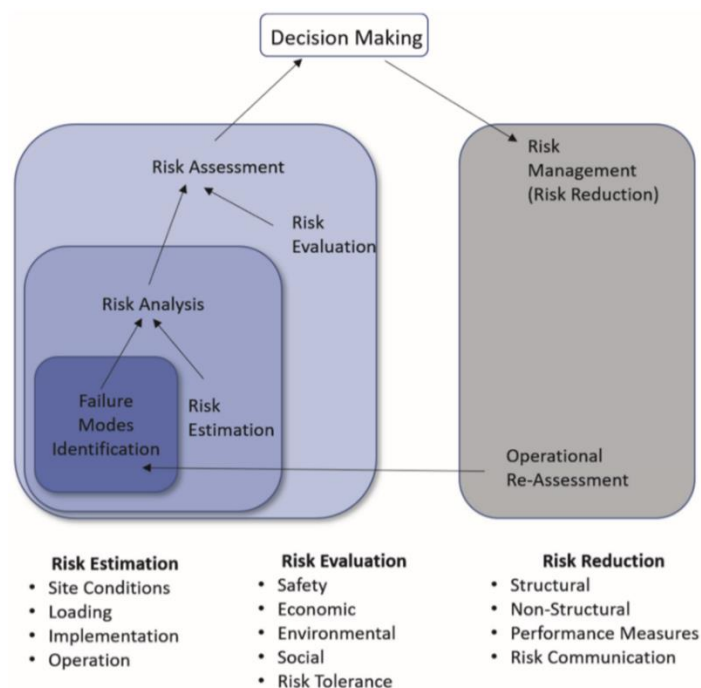 Decision Making
Risk Assessment
Risk
Evaluation
Risk Analysis
Failure
Modes
Identification
Risk
Estimation
Risk
Management
(Risk Reduction)
Operational
Re-Assessment
Risk Estimation
• Site Conditions
• Loading
• Implementation
• Operation
Risk Evaluation
• Safety
• Economic
• Environmental
• Social
• Risk Tolerance
Risk Reduction
• Structural
• Non-Structural
• Performance Measures
• Risk Communication